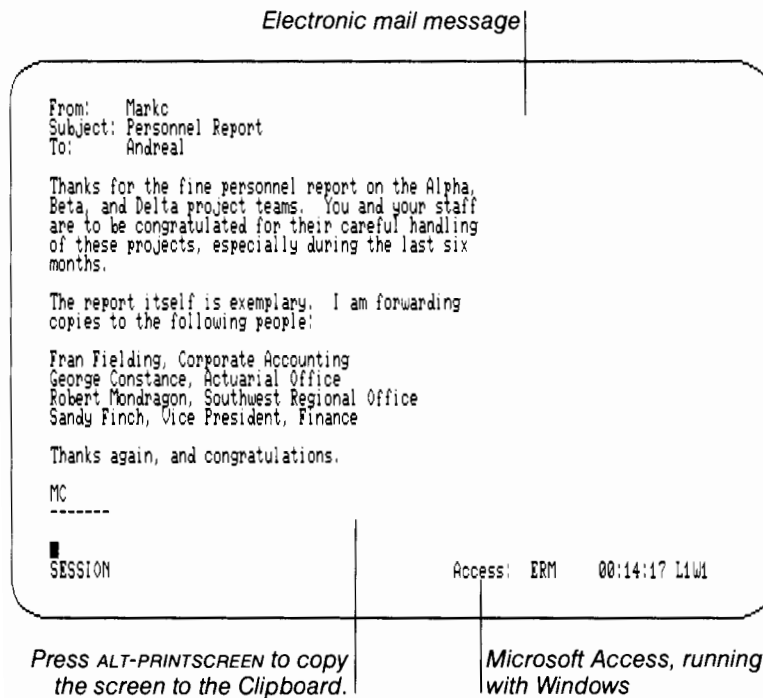 Electronic mail message
From: Markc
Subject: Personnel Report
To: Andreal
Thanks for the fine personnel report on the Alpha,
Beta, and Delta project teams. You and your staff
are to be congratulated for their careful handling
of these projects, especially during the last six
months.
The report itself is exemplary. I am forwarding
copies to the following people:
Fran Fielding, Corporate Accounting
George Constance, Actuarial Office
Robert Mondragon, Southwest Regional Office
Sandy Finch, Vice President, Finance
Thanks again, and congratulations.
MC
-------
SESSION Access: ERM 00:14:17 L1W1
Press ALT-PRINTSCREEN to copy
the screen to the Clipboard.
Microsoft Access, running
with Windows